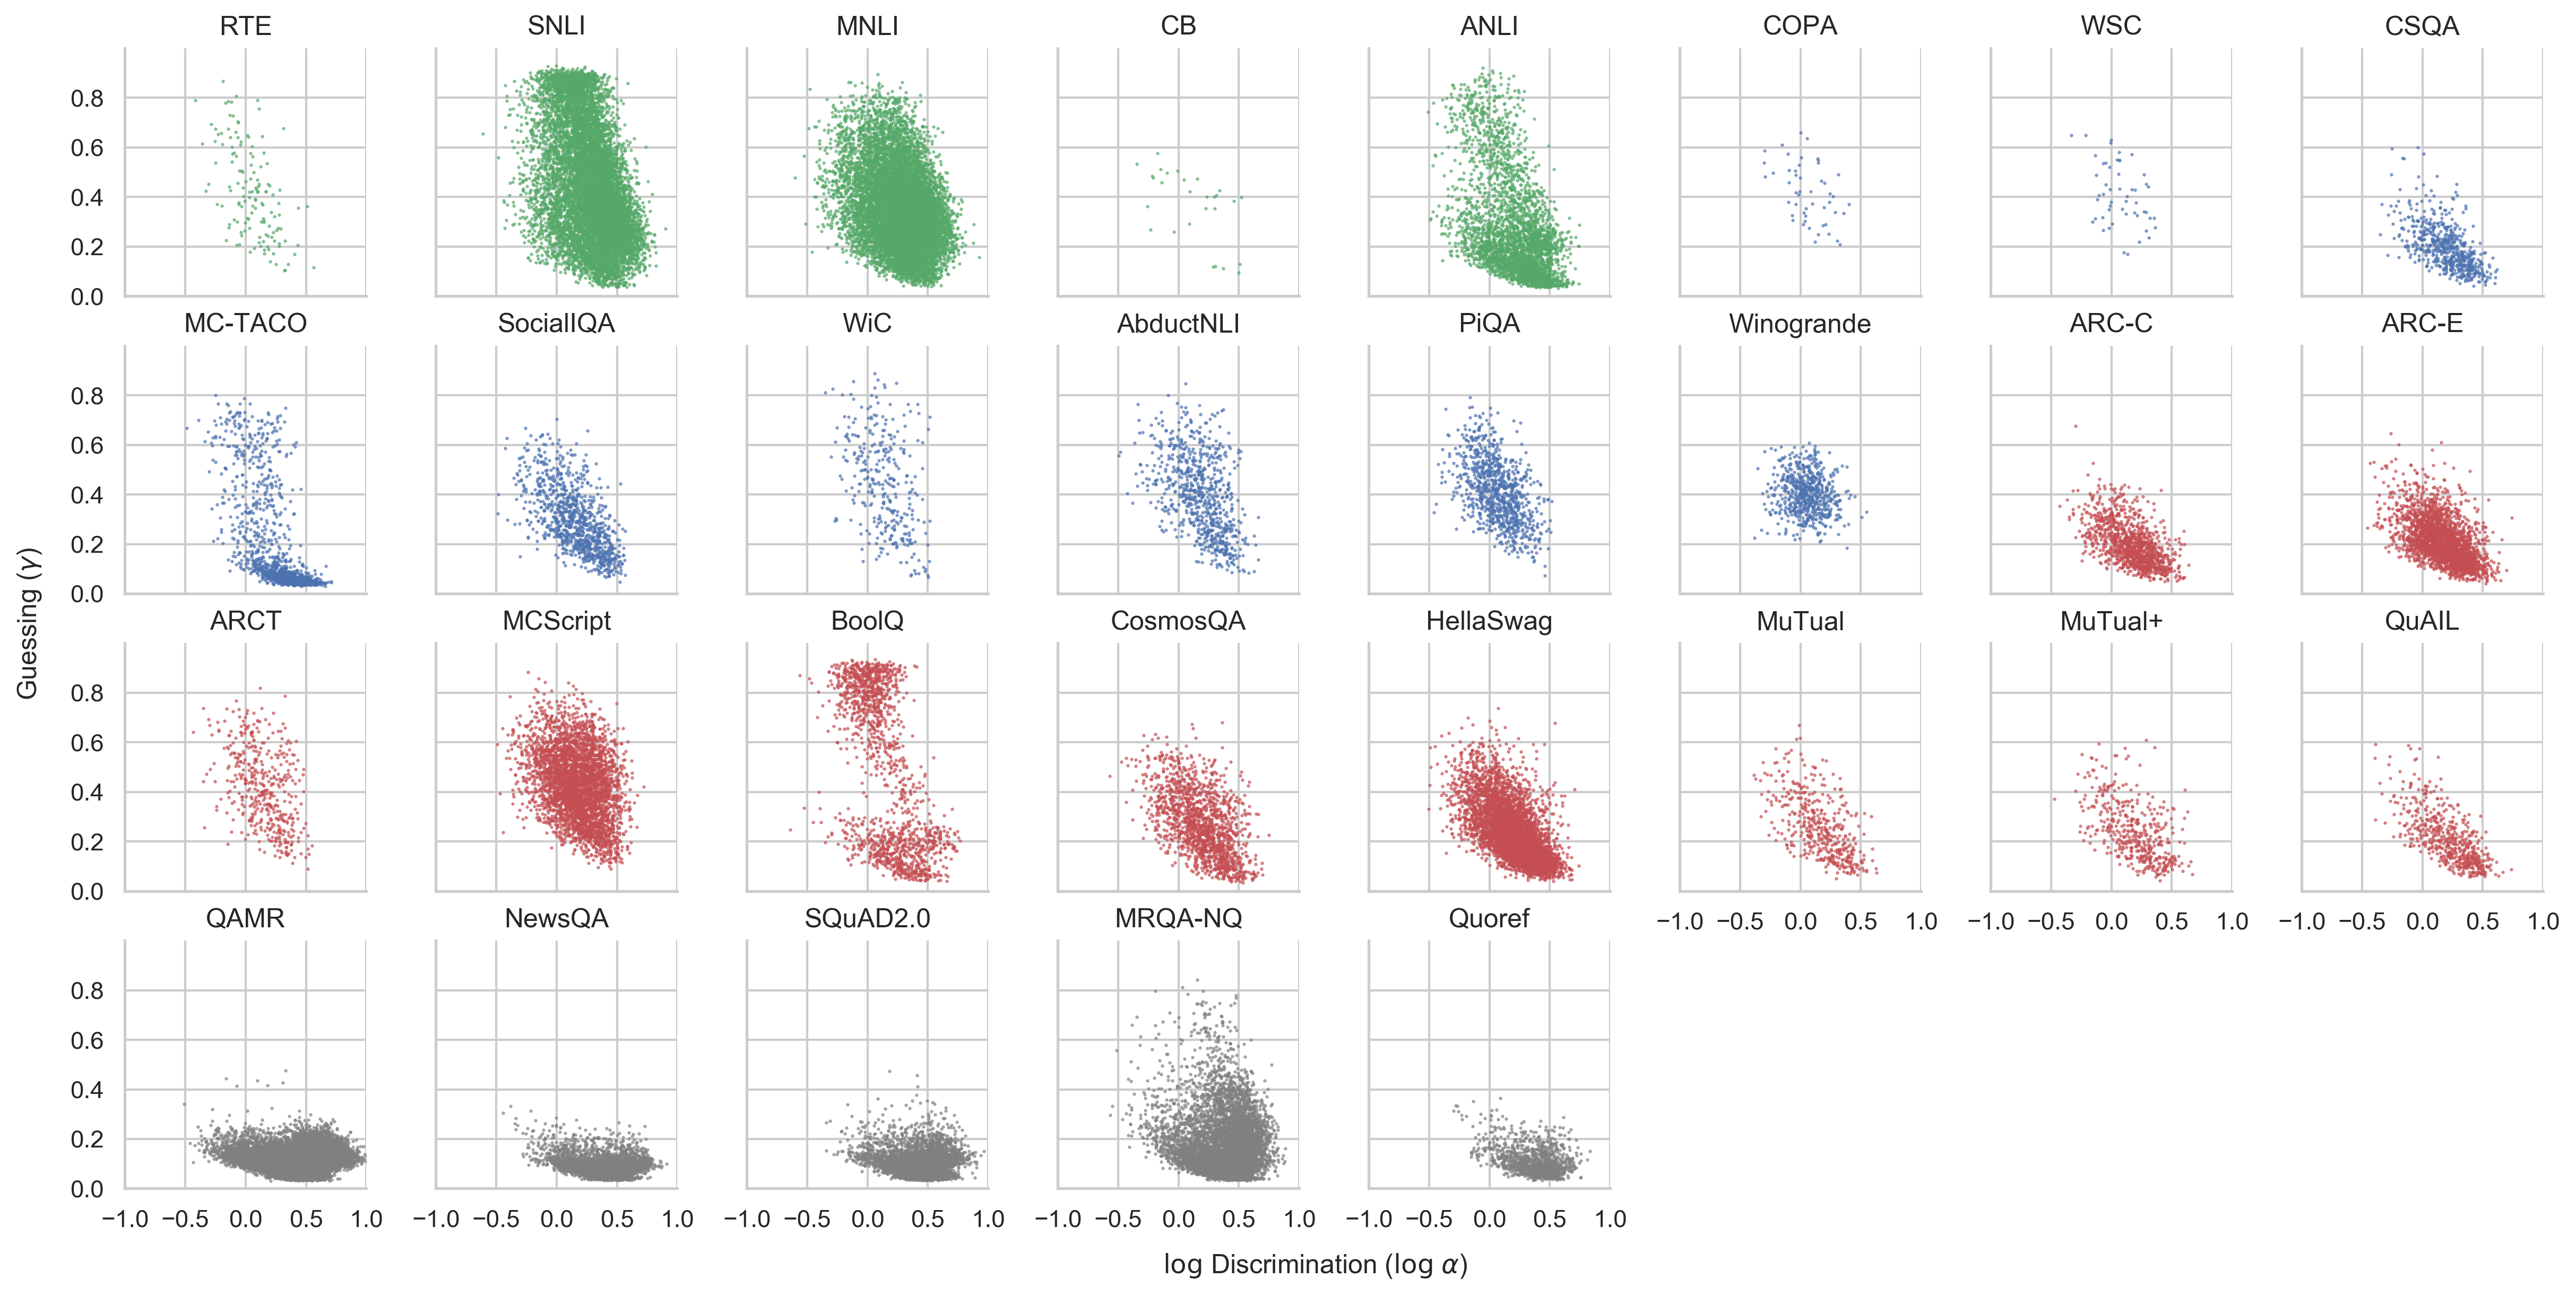 RTE SNLI MNLI CB ANLI COPA WSC CSQA
0.8
0.6
0.4
0.2
0.0
MC-TACO SocialIQA WiC AbductNLI PiQA Winogrande ARC-C ARC-E
0.8
0.6
0.4
0.2
0.0
Guessing (γ)
ARCT MCScript BoolQ CosmosQA HellaSwag MuTual MuTual+ QuAIL
0.8
0.6
0.4
0.2
0.0
−1.0 −0.5 0.0 0.5 1.0 −1.0 −0.5 0.0 0.5 1.0 −1.0 −0.5 0.0 0.5 1.0
QAMR NewsQA SQuAD2.0 MRQA-NQ Quoref
0.8
0.6
0.4
0.2
0.0
−1.0 −0.5 0.0 0.5 1.0 −1.0 −0.5 0.0 0.5 1.0 −1.0 −0.5 0.0 0.5 1.0 −1.0 −0.5 0.0 0.5 1.0 −1.0 −0.5 0.0 0.5 1.0
log Discrimination (log α)